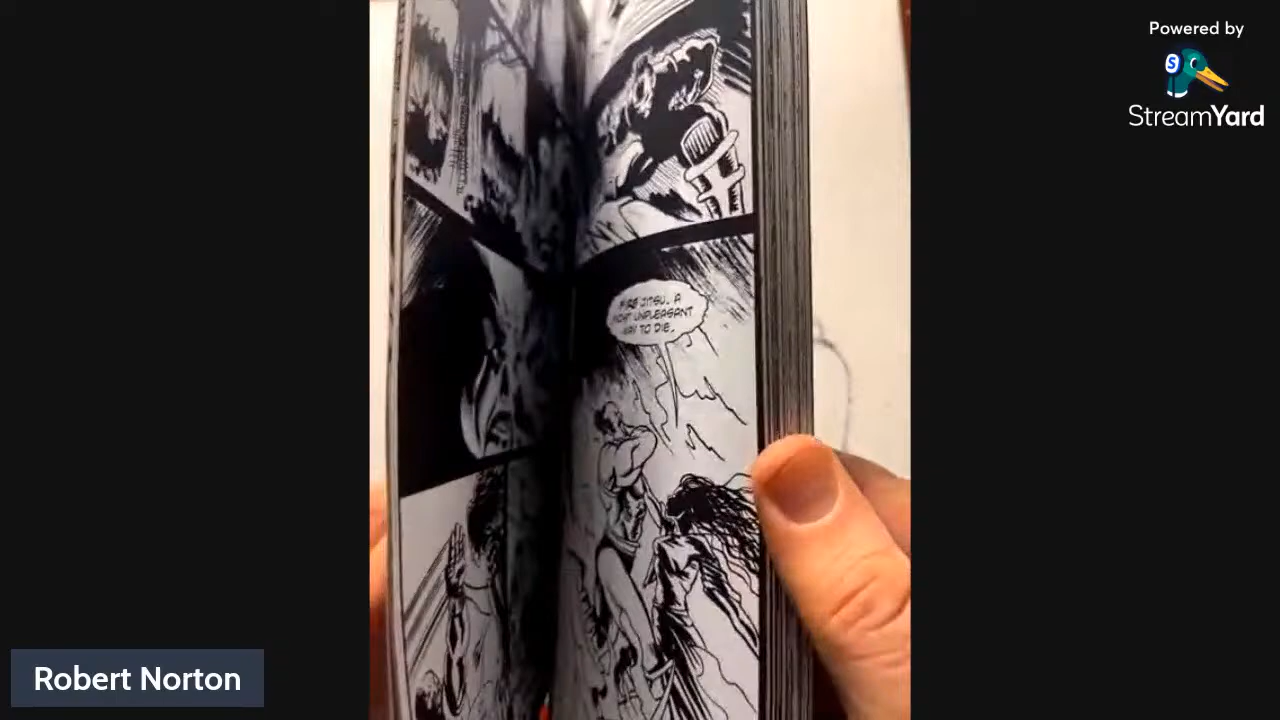 Powered by
StreamYard
FIRE JITSU. A
MOST UNPLEASANT
WAY TO DIE.
Robert Norton